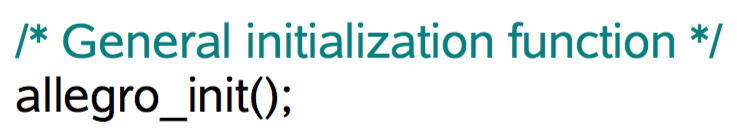 /* General initialization function */
allegro_init();